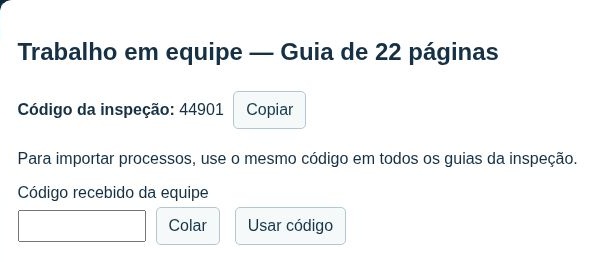 Trabalho em equipe — Guia de 22 páginas
Código da inspeção: 44901 Copiar
Para importar processos, use o mesmo código em todos os guias da inspeção.
Código recebido da equipe
Colar Usar código